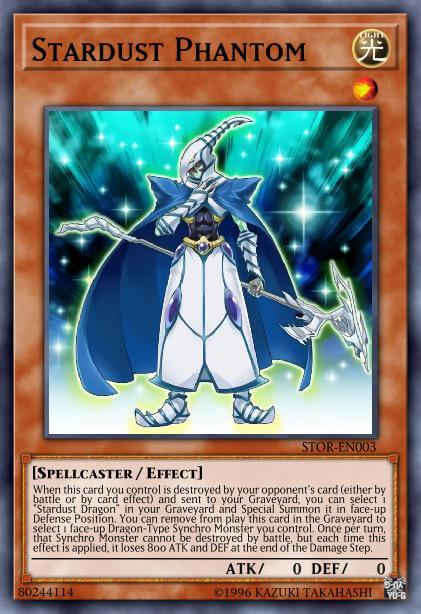 STARDUST PHANTOM
LIGHT
光
STOR-EN003
[SPELLCASTER / EFFECT]
When this card you control is destroyed by your opponent's card (either by
battle or by card effect) and sent to your Graveyard, you can select 1
"Stardust Dragon" in your Graveyard and Special Summon it in face-up
Defense Position. You can remove from play this card in the Graveyard to
select 1 face-up Dragon-Type Synchro Monster you control. Once per turn,
that Synchro Monster cannot be destroyed by battle, but each time this
effect is applied, it loses 800 ATK and DEF at the end of the Damage Step.
ATK/ 0 DEF/ 0
80244114 ©1996 KAZUKI TAKAHASHI